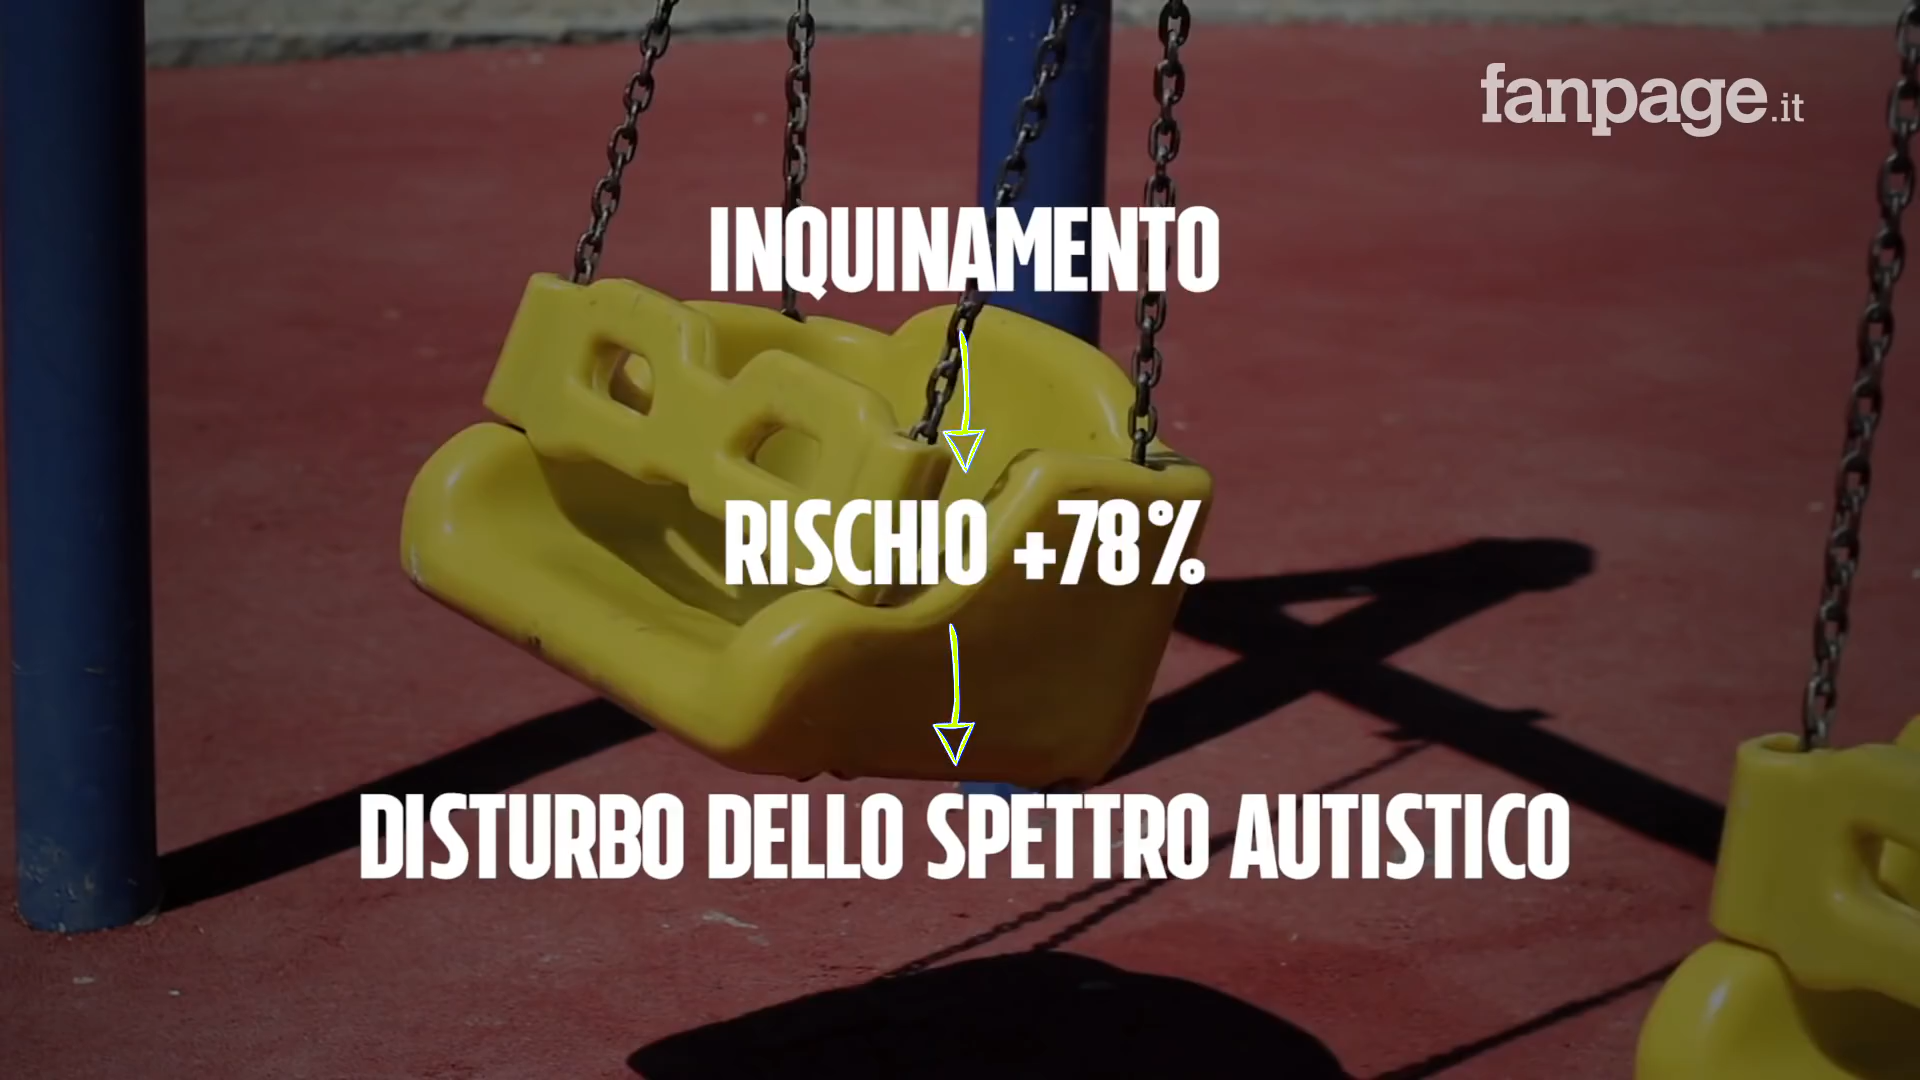 fanpage.it
INQUINAMENTO
RISCHIO +78%
DISTURBO DELLO SPETTRO AUTISTICO